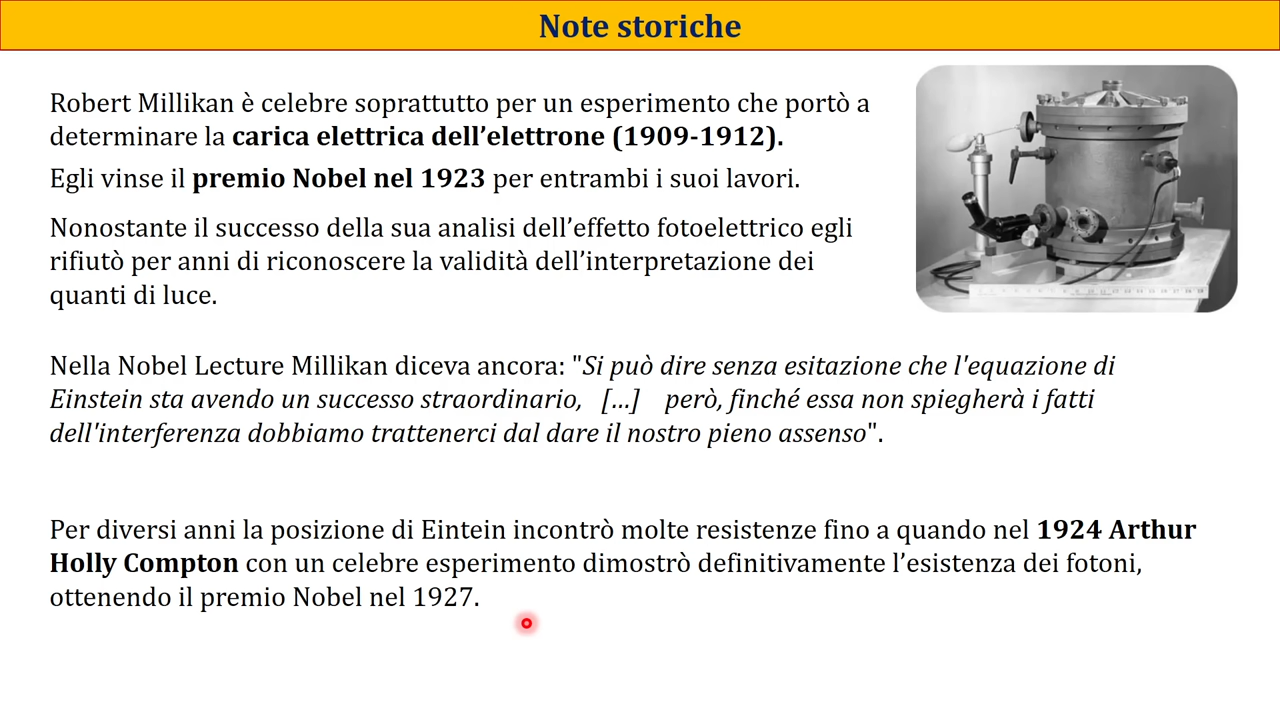 Note storiche
Robert Millikan è celebre soprattutto per un esperimento che portò a
determinare la carica elettrica dell’elettrone (1909-1912).
Egli vinse il premio Nobel nel 1923 per entrambi i suoi lavori.
Nonostante il successo della sua analisi dell’effetto fotoelettrico egli
rifiutò per anni di riconoscere la validità dell’interpretazione dei
quanti di luce.
Nella Nobel Lecture Millikan diceva ancora: "Si può dire senza esitazione che l'equazione di
Einstein sta avendo un successo straordinario, [...] però, finché essa non spiegherà i fatti
dell'interferenza dobbiamo trattenerci dal dare il nostro pieno assenso".
Per diversi anni la posizione di Eintein incontrò molte resistenze fino a quando nel 1924 Arthur
Holly Compton con un celebre esperimento dimostrò definitivamente l’esistenza dei fotoni,
ottenendo il premio Nobel nel 1927.